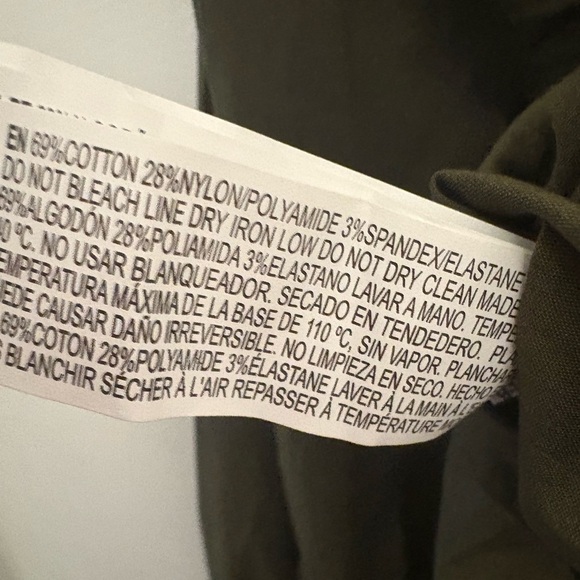 EN 69%COTTON 28%NYLON/POLYAMIDE 3%SPANDEX/ELASTANE
DO NOT BLEACH LINE DRY IRON LOW DO NOT DRY CLEAN MADE
69%ALGODÓN 28%POLIAMIDA 3%ELASTANO LAVAR A MANO. TEMP
40 °C. NO USAR BLANQUEADOR. SECADO EN TENDEDERO. PLA
EMPERATURA MÁXIMA DE LA BASE DE 110 °C, SIN VAPOR. PLANCHA
UEDE CAUSAR DAÑO IRREVERSIBLE. NO LIMPIEZA EN SECO. HECHO
69%COTON 28%POLYAMIDE 3%ÉLASTANE LAVER À LA MAIN A L'E
BLANCHIR SÉCHER À L'AIR REPASSER À TEMPÉRATURE M